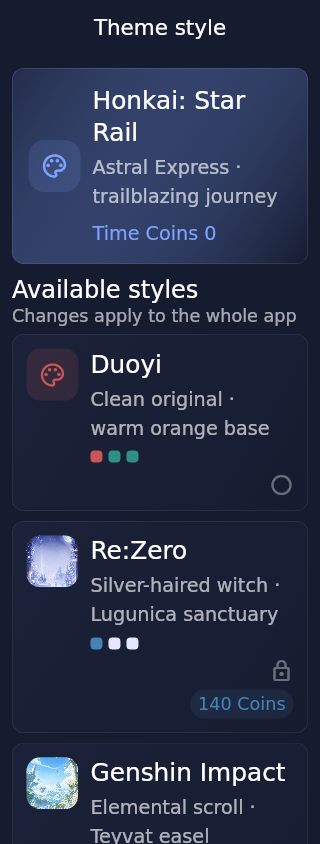 Theme style
Honkai: Star
Rail
Astral Express ·
trailblazing journey
Time Coins 0
Available styles
Changes apply to the whole app
Duoyi
Clean original ·
warm orange base
Re:Zero
Silver-haired witch ·
Lugunica sanctuary
140 Coins
Genshin Impact
Elemental scroll ·
Teyvat easel